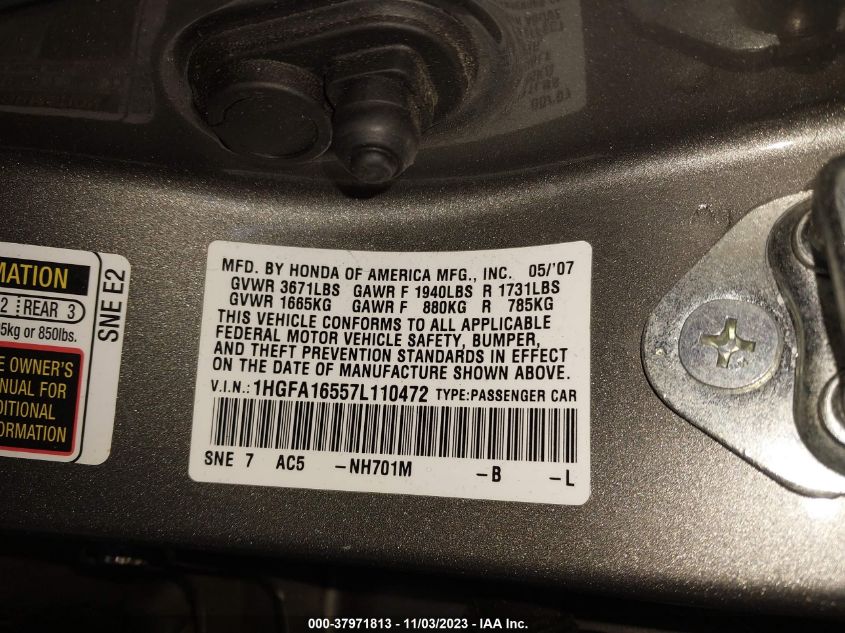 MATION
2 REAR 3
5kg or 850lbs.
E OWNER'S
NUAL FOR
DITIONAL
ORMATION
SNE E2
MFD. BY HONDA OF AMERICA MFG., INC. 05/'07
GVWR 3671LBS GAWR F 1940LBS R 1731LBS
GVWR 1665KG GAWR F 880KG R 785KG
THIS VEHICLE CONFORMS TO ALL APPLICABLE
FEDERAL MOTOR VEHICLE SAFETY, BUMPER,
AND THEFT PREVENTION STANDARDS IN EFFECT
ON THE DATE OF MANUFACTURE SHOWN ABOVE.
V.I.N.: 1HGFA16557L110472 TYPE:PASSENGER CAR
SNE 7 AC5 -NH701M -B -L
000-37971813 - 11/03/2023 - IAA Inc.